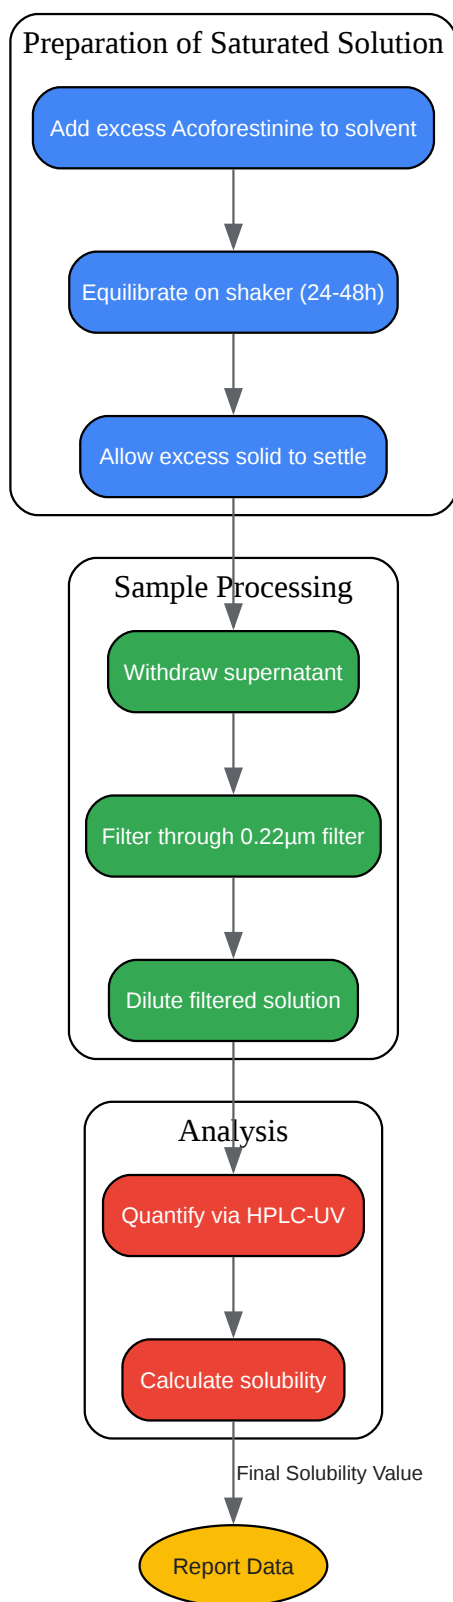 Preparation of Saturated Solution
Add excess Acoforestinine to solvent
Equilibrate on shaker (24-48h)
Allow excess solid to settle
Sample Processing
Withdraw supernatant
Filter through 0.22µm filter
Dilute filtered solution
Analysis
Quantify via HPLC-UV
Calculate solubility
Final Solubility Value
Report Data